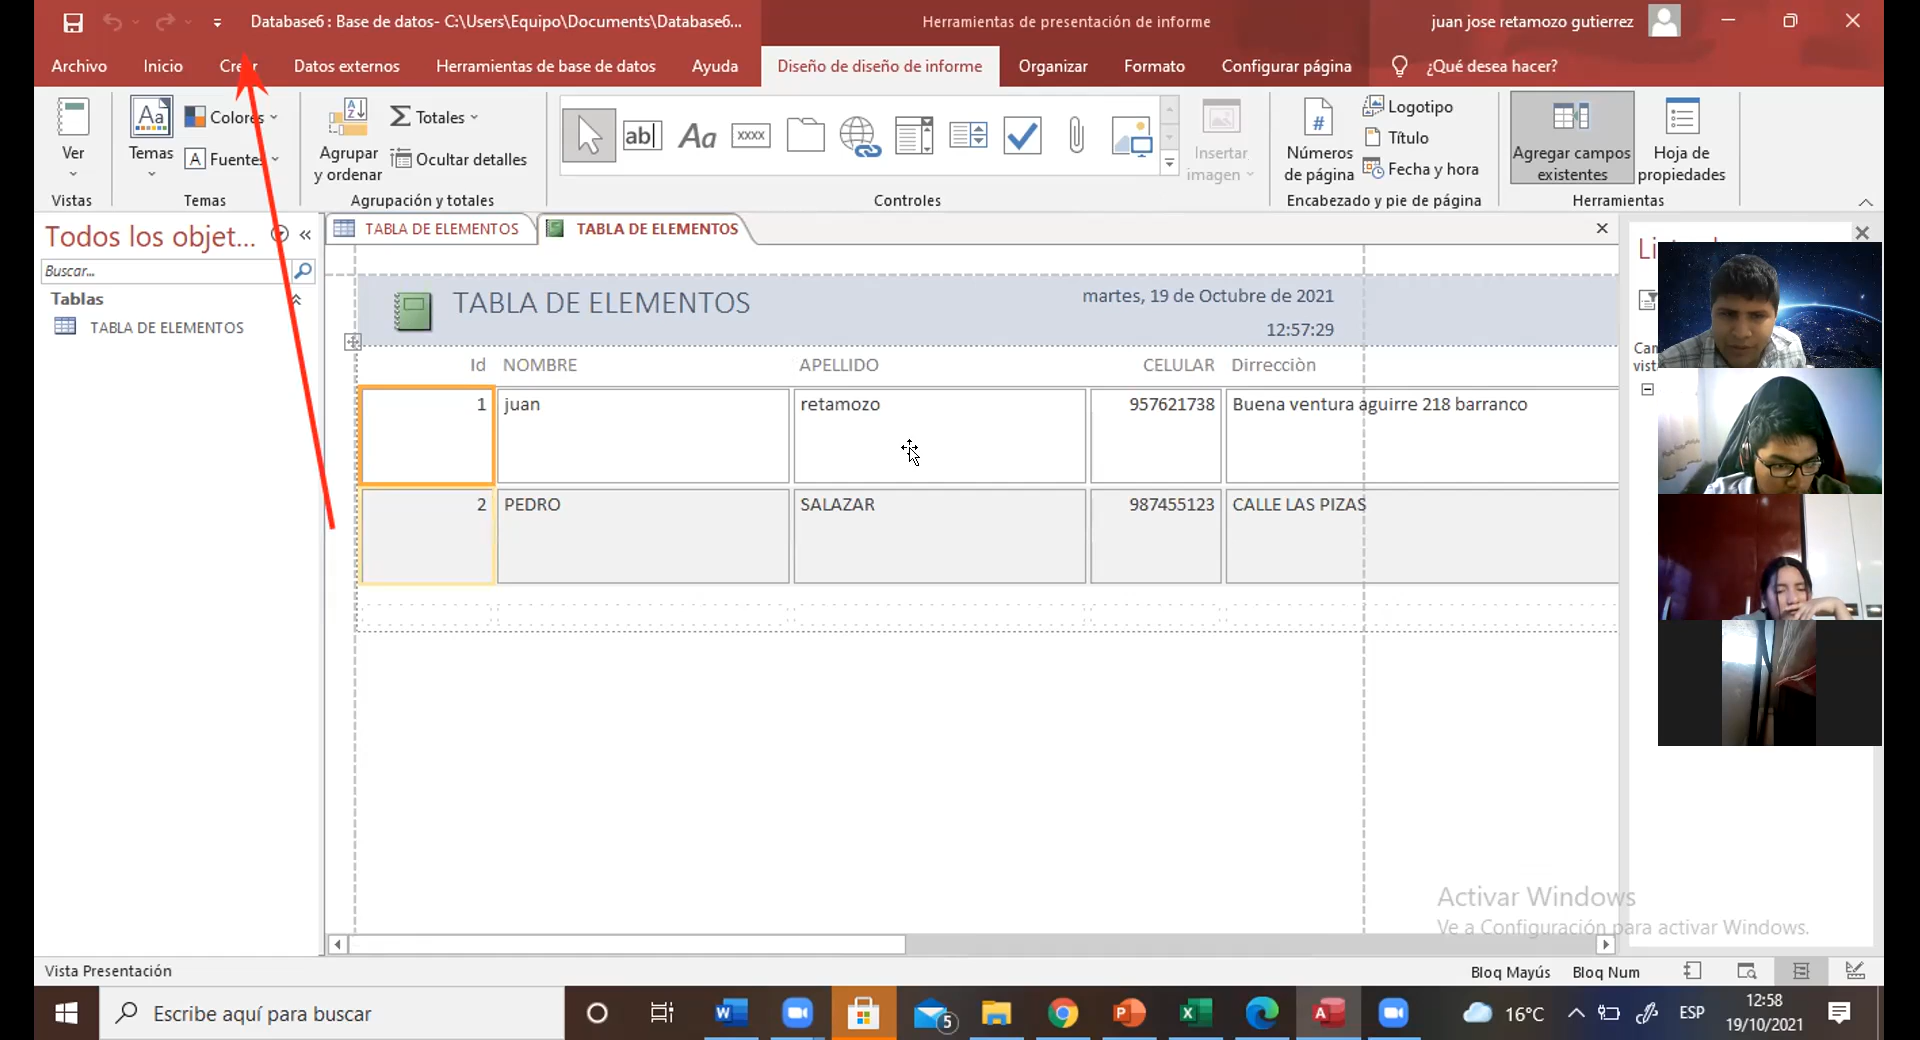 Database6 : Base de datos- C:\Users\Equipo\Documents\Database6...
Herramientas de presentación de informe
juan jose retamozo gutierrez
Archivo
Inicio
Crear
Datos externos
Herramientas de base de datos
Ayuda
Diseño de diseño de informe
Organizar
Formato
Configurar página
¿Qué desea hacer?
Ver
Vistas
Aa
Temas
Colores
A Fuentes
Temas
Agrupar
y ordenar
Totales
Ocultar detalles
Agrupación y totales
ab|
Aa
XXXX
Controles
Insertar
imagen
Números
de página
Logotipo
Título
Fecha y hora
Encabezado y pie de página
Agregar campos
existentes
Hoja de
propiedades
Herramientas
Todos los objet...
Buscar...
Tablas
TABLA DE ELEMENTOS
TABLA DE ELEMENTOS
TABLA DE ELEMENTOS
TABLA DE ELEMENTOS
martes, 19 de Octubre de 2021
12:57:29
Id NOMBRE APELLIDO CELULAR Dirrecciòn
1 juan retamozo 957621738 Buena ventura aguirre 218 barranco
2 PEDRO SALAZAR 987455123 CALLE LAS PIZAS
Activar Windows
Ve a Configuración para activar Windows.
Vista Presentación
Bloq Mayús
Bloq Num
Escribe aquí para buscar
5
16°C
ESP
12:58
19/10/2021